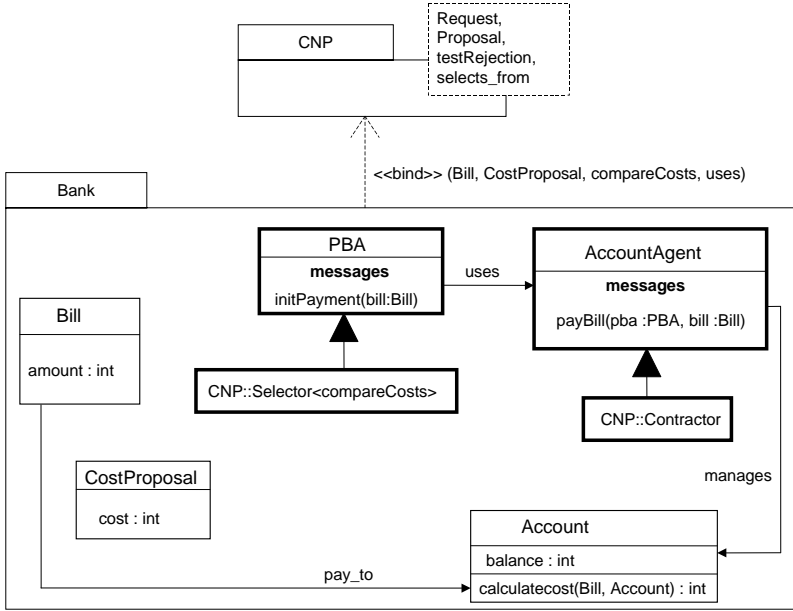 CNP
Request,
Proposal,
testRejection,
selects_from
<<bind>> (Bill, CostProposal, compareCosts, uses)
Bank
PBA
messages
initPayment(bill:Bill)
uses
AccountAgent
messages
payBill(pba :PBA, bill :Bill)
Bill
amount : int
CNP::Selector<compareCosts>
CNP::Contractor
CostProposal
cost : int
manages
Account
balance : int
calculatecost(Bill, Account) : int
pay_to